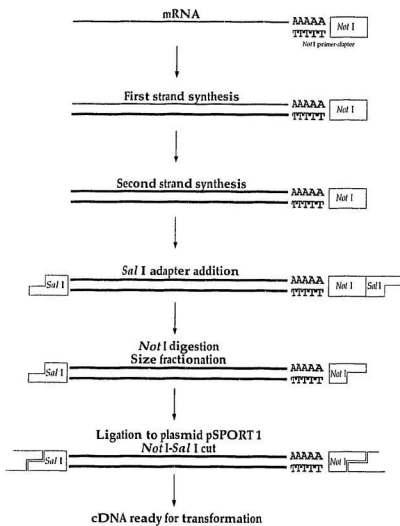 mRNA
AAAAA
TTTTT
Not I
Not I primer-dapter
First strand synthesis
AAAAA
TTTTT
Not I
Second strand synthesis
AAAAA
TTTTT
Not I
Sal I adapter addition
Sal I
AAAAA
TTTTT
Not I
Sal I
Not I digestion
Size fractionation
Sal I
AAAAA
TTTTT
Not I
Ligation to plasmid pSPORT 1
Not I-Sal I cut
Sal I
AAAAA
TTTTT
Not I
cDNA ready for transformation